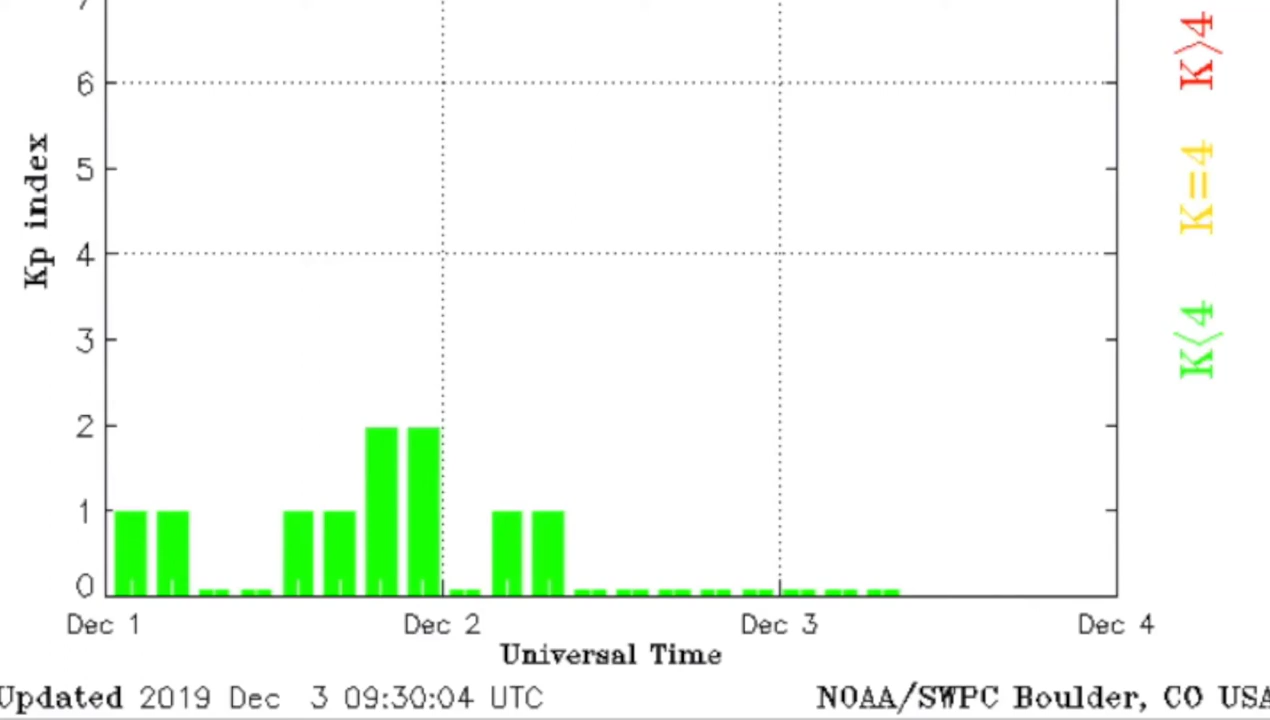 7
6
5
4
3
2
1
0
Kp index
K>4
K=4
K<4
Dec 1 Dec 2 Dec 3 Dec 4
Universal Time
Updated 2019 Dec 3 09:30:04 UTC NOAA/SWPC Boulder, CO USA